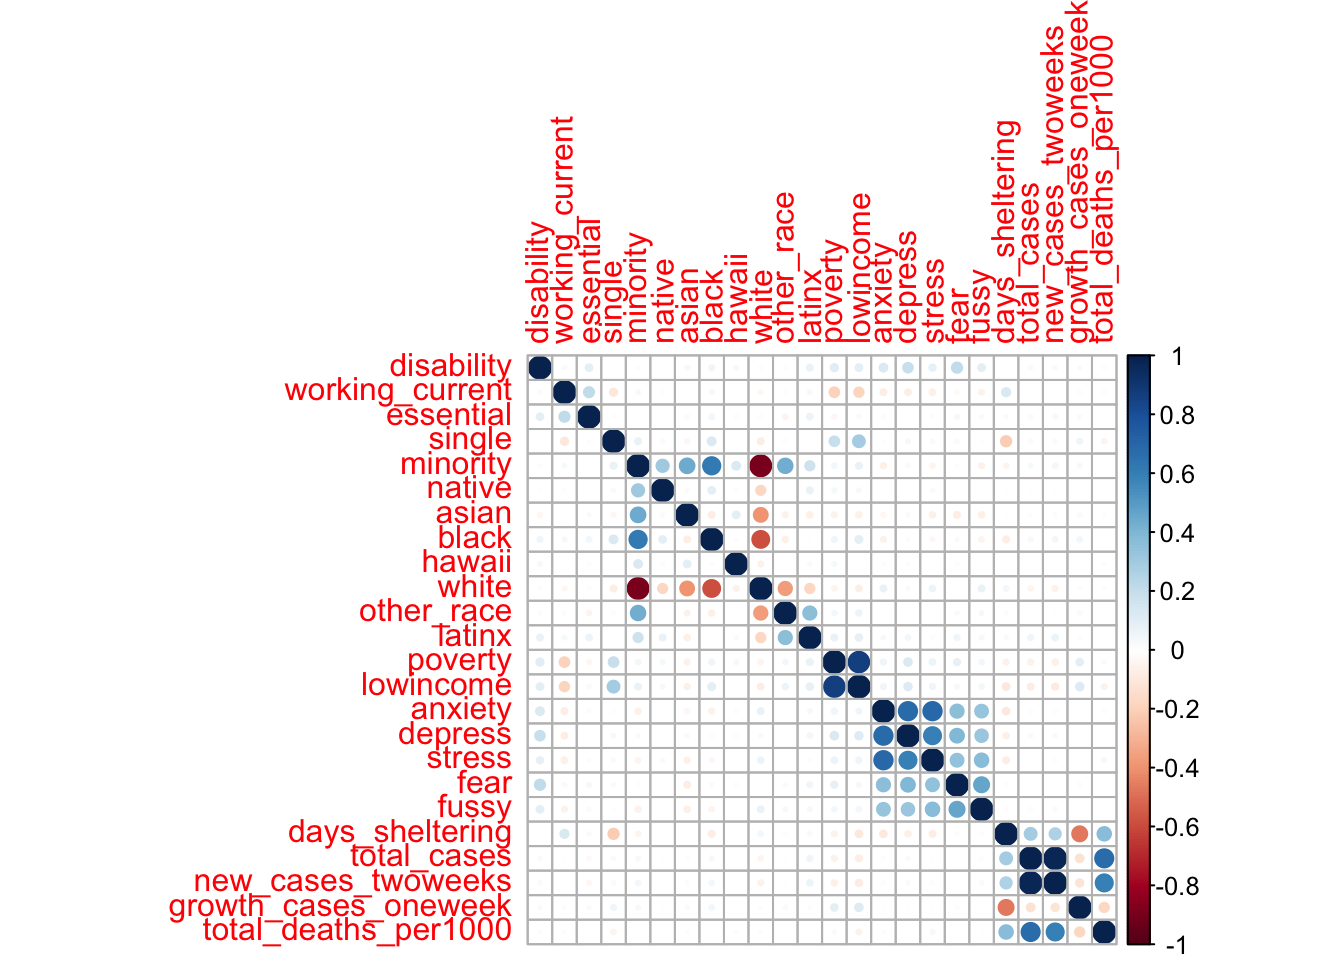 disability
working_current
essential
single
minority
native
asian
black
hawaii
white
other_race
latinx
poverty
lowincome
anxiety
depress
stress
fear
fussy
days_sheltering
total_cases
new_cases_twoweeks
growth_cases_oneweek
total_deaths_per1000
disability
working_current
essential
single
minority
native
asian
black
hawaii
white
other_race
latinx
poverty
lowincome
anxiety
depress
stress
fear
fussy
days_sheltering
total_cases
new_cases_twoweeks
growth_cases_oneweek
total_deaths_per1000
1
0.8
0.6
0.4
0.2
0
-0.2
-0.4
-0.6
-0.8
-1